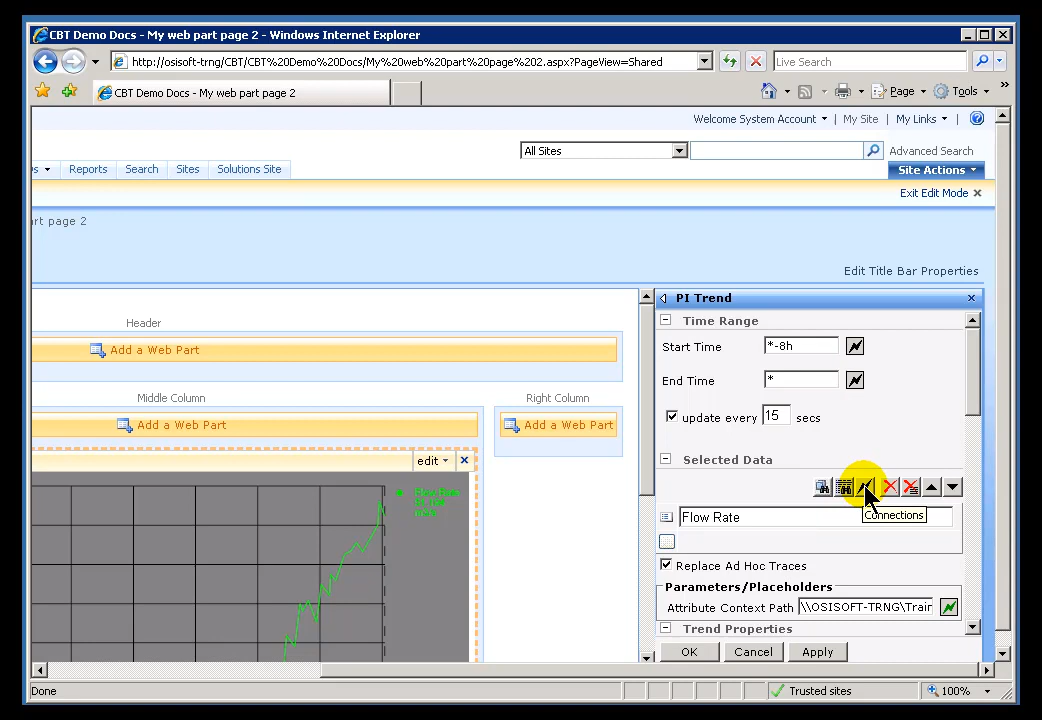 CBT Demo Docs - My web part page 2 - Windows Internet Explorer
http://osisoft-trng/CBT/CBT%20Demo%20Docs/My%20web%20part%20page%202.aspx?PageView=Shared
Live Search
CBT Demo Docs - My web part page 2
Page
Tools
Welcome System Account
My Site
My Links
All Sites
Advanced Search
Reports
Search
Sites
Solutions Site
Site Actions
Exit Edit Mode
rt page 2
Edit Title Bar Properties
Header
Add a Web Part
Middle Column
Add a Web Part
Right Column
Add a Web Part
edit
PI Trend
Time Range
Start Time
*-8h
End Time
*
update every 15 secs
Selected Data
Connections
Flow Rate
Replace Ad Hoc Traces
Parameters/Placeholders
Attribute Context Path \\OSISOFT-TRNG\Train
Trend Properties
OK
Cancel
Apply
Done
Trusted sites
100%